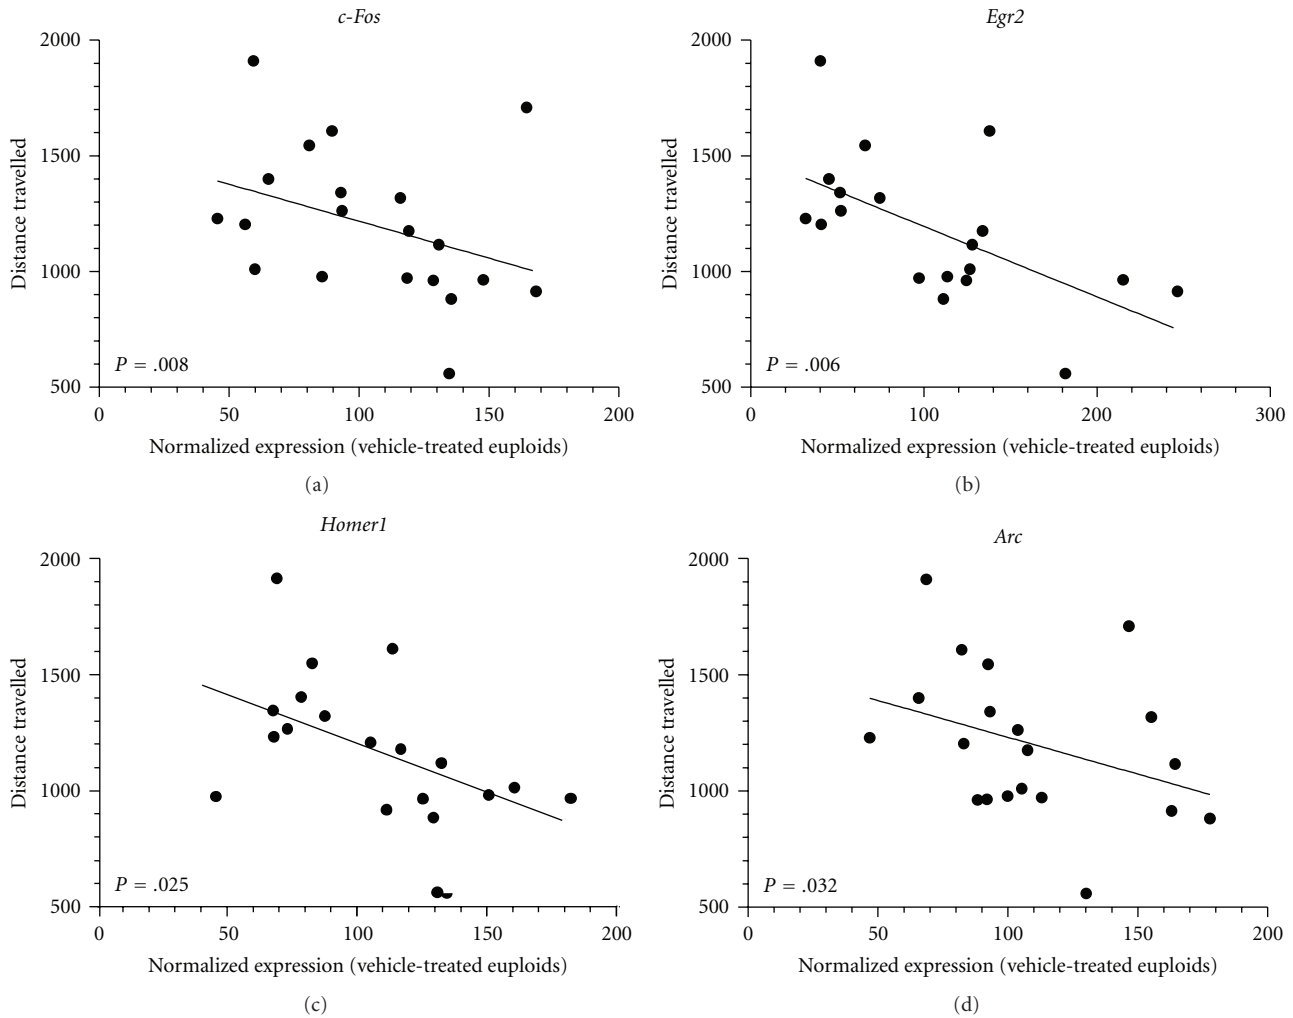 c-Fos
2000
1500
1000
500
Distance travelled
P = .008
0 50 100 150 200
Normalized expression (vehicle-treated euploids)
(a)
Egr2
2000
1500
1000
500
Distance travelled
P = .006
0 100 200 300
Normalized expression (vehicle-treated euploids)
(b)
Homer1
2000
1500
1000
500
Distance travelled
P = .025
0 50 100 150 200
Normalized expression (vehicle-treated euploids)
(c)
Arc
2000
1500
1000
500
Distance travelled
P = .032
0 50 100 150 200
Normalized expression (vehicle-treated euploids)
(d)